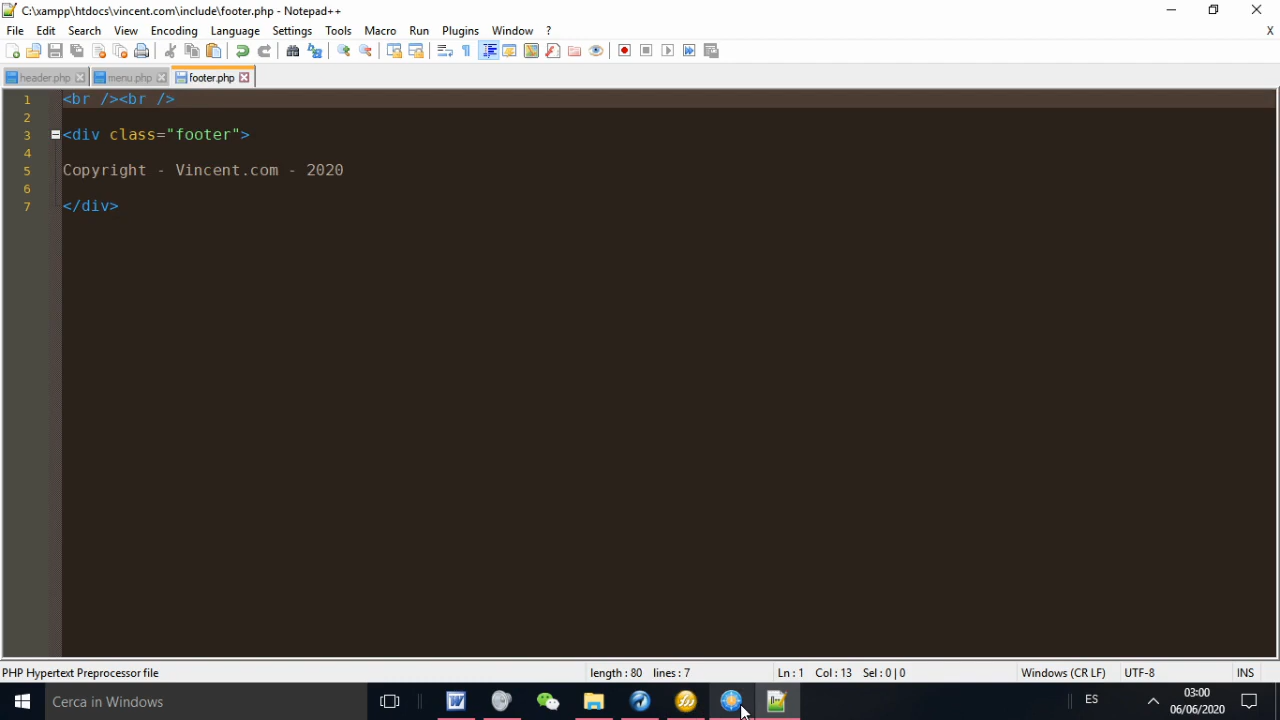 C:\xampp\htdocs\vincent.com\include\footer.php - Notepad++
File Edit Search View Encoding Language Settings Tools Macro Run Plugins Window ? X
header.php menu.php footer.php
1 <br /><br />
2
3 <div class="footer">
4
5 Copyright - Vincent.com - 2020
6
7 </div>
PHP Hypertext Preprocessor file length : 80 lines : 7 Ln : 1 Col : 13 Sel : 0 | 0 Windows (CR LF) UTF-8 INS
Cerca in Windows ES 03:00
06/06/2020